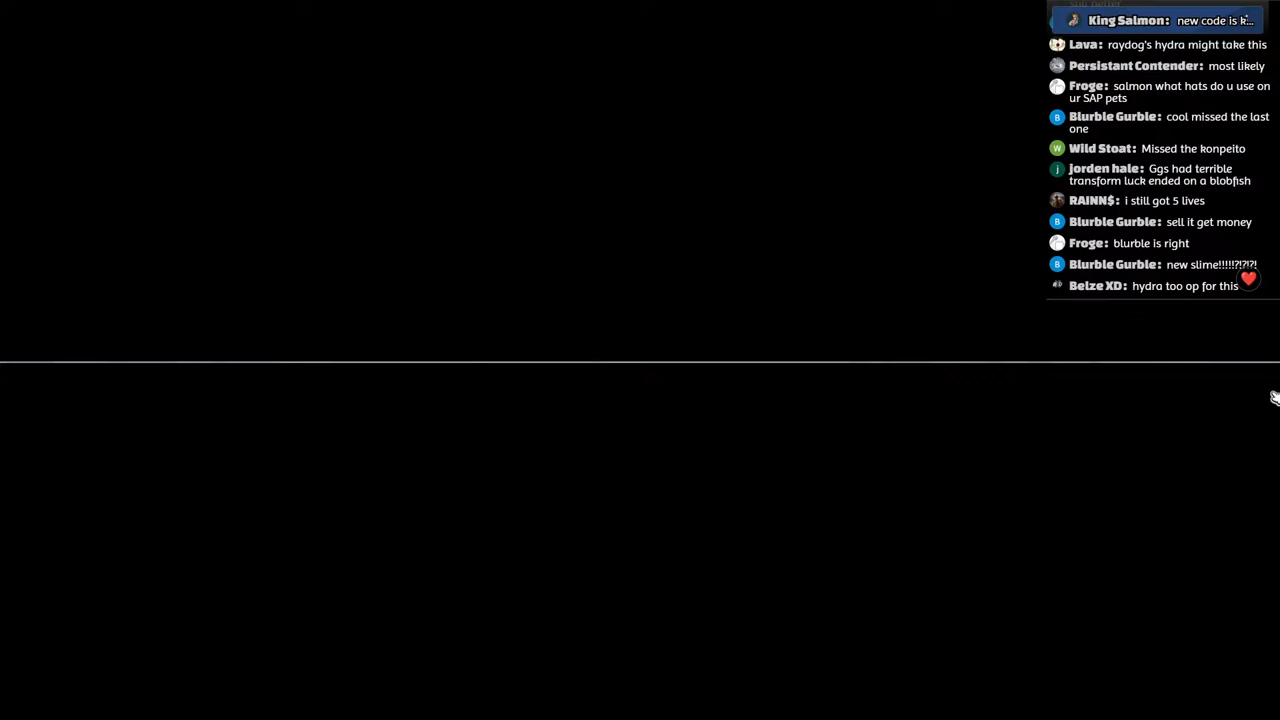 King Salmon: new code is k...
Lava: raydog's hydra might take this
Persistant Contender: most likely
Froge: salmon what hats do u use on
ur SAP pets
Blurble Gurble: cool missed the last
one
Wild Stoat: Missed the konpeito
jorden hale: Ggs had terrible
transform luck ended on a blobfish
RAINN$: i still got 5 lives
Blurble Gurble: sell it get money
Froge: blurble is right
Blurble Gurble: new slime!!!!!?!?!?!
Belze XD: hydra too op for this